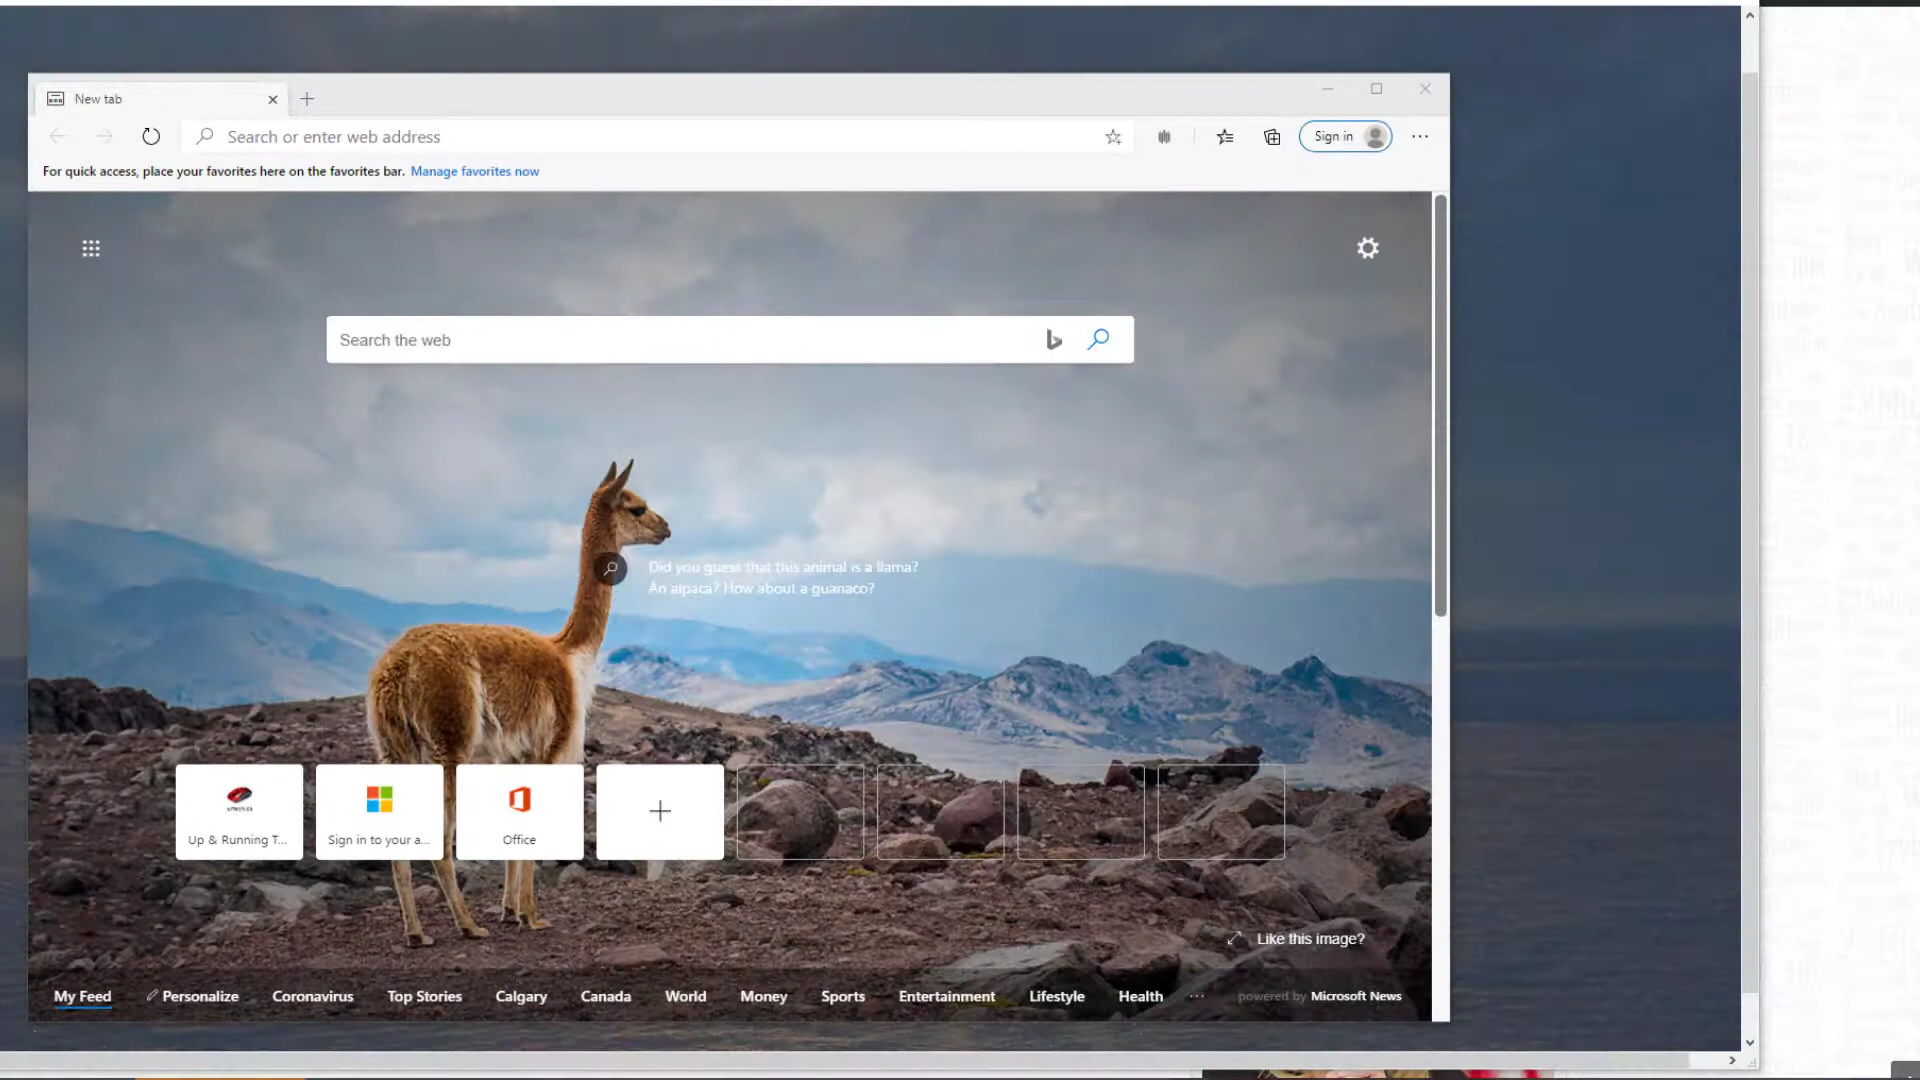 New tab
Search or enter web address
Sign in
For quick access, place your favorites here on the favorites bar. Manage favorites now
Search the web
Did you guess that this animal is a llama?
An alpaca? How about a guanaco?
urtech.ca
Up & Running T...
Sign in to your a...
Office
Like this image?
My Feed
Personalize
Coronavirus
Top Stories
Calgary
Canada
World
Money
Sports
Entertainment
Lifestyle
Health
...
powered by Microsoft News